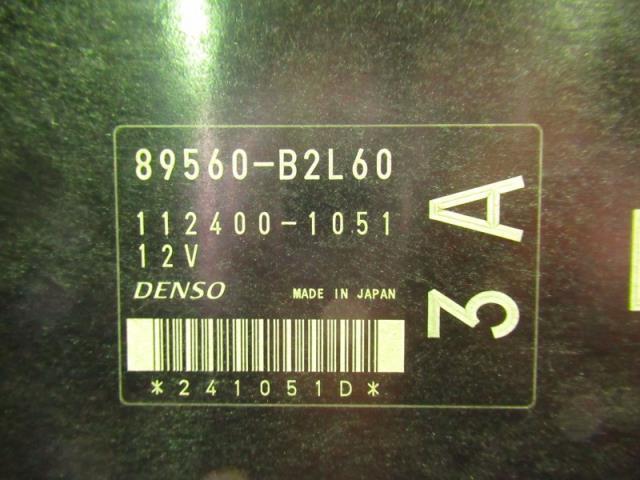 89560-B2L60
112400-1051
12V
DENSO MADE IN JAPAN
*241051D*
3A